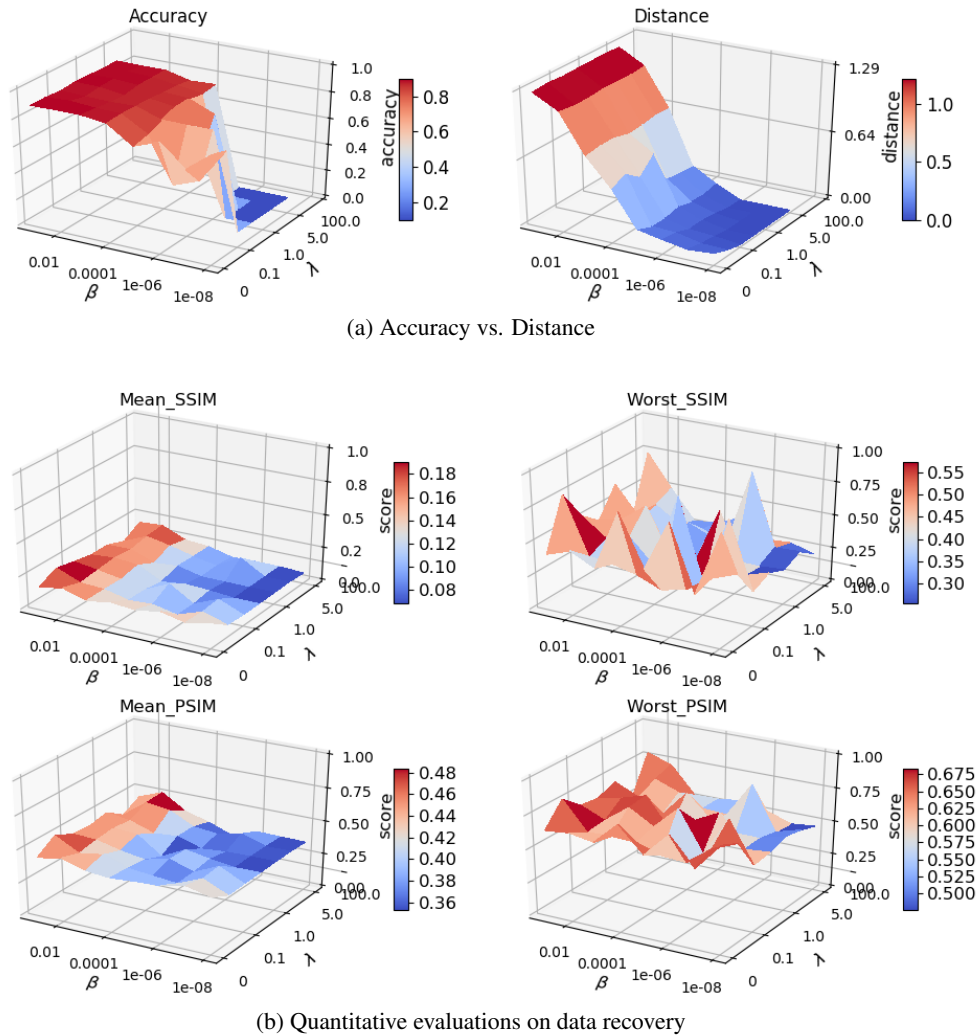 Accuracy
1.0
0.8
0.6
0.4
0.2
0.0
accuracy
0.8
0.6
0.4
0.2
0.01
0.0001
1e-06
1e-08
β
0
0.1
1.0
5.0
100.0
λ
Distance
1.29
0.64
0.00
distance
1.0
0.5
0.0
0.01
0.0001
1e-06
1e-08
β
0
0.1
1.0
5.0
100.0
λ
(a) Accuracy vs. Distance
Mean_SSIM
1.0
0.8
0.5
0.2
0.0
score
0.18
0.16
0.14
0.12
0.10
0.08
0.01
0.0001
1e-06
1e-08
β
0
0.1
1.0
5.0
100.0
λ
Worst_SSIM
1.00
0.75
0.50
0.25
0.00
score
0.55
0.50
0.45
0.40
0.35
0.30
0.01
0.0001
1e-06
1e-08
β
0
0.1
1.0
5.0
100.0
λ
Mean_PSIM
1.00
0.75
0.50
0.25
0.00
score
0.48
0.46
0.44
0.42
0.40
0.38
0.36
0.01
0.0001
1e-06
1e-08
β
0
0.1
1.0
5.0
100.0
λ
Worst_PSIM
1.00
0.75
0.50
0.25
0.00
score
0.675
0.650
0.625
0.600
0.575
0.550
0.525
0.500
0.01
0.0001
1e-06
1e-08
β
0
0.1
1.0
5.0
100.0
λ
(b) Quantitative evaluations on data recovery